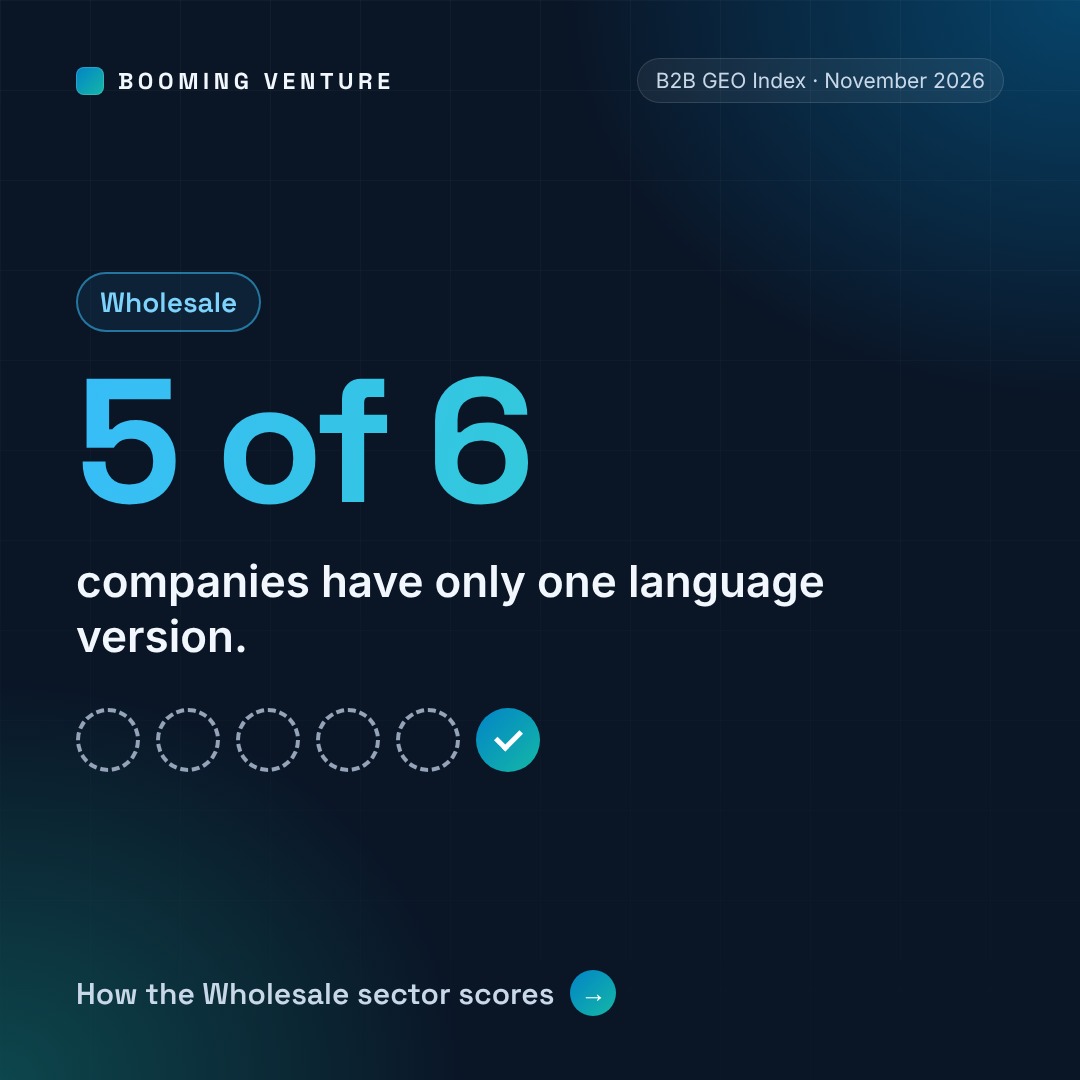 BOOMING VENTURE
B2B GEO Index · November 2026
Wholesale
5 of 6
companies have only one language
version.
How the Wholesale sector scores →